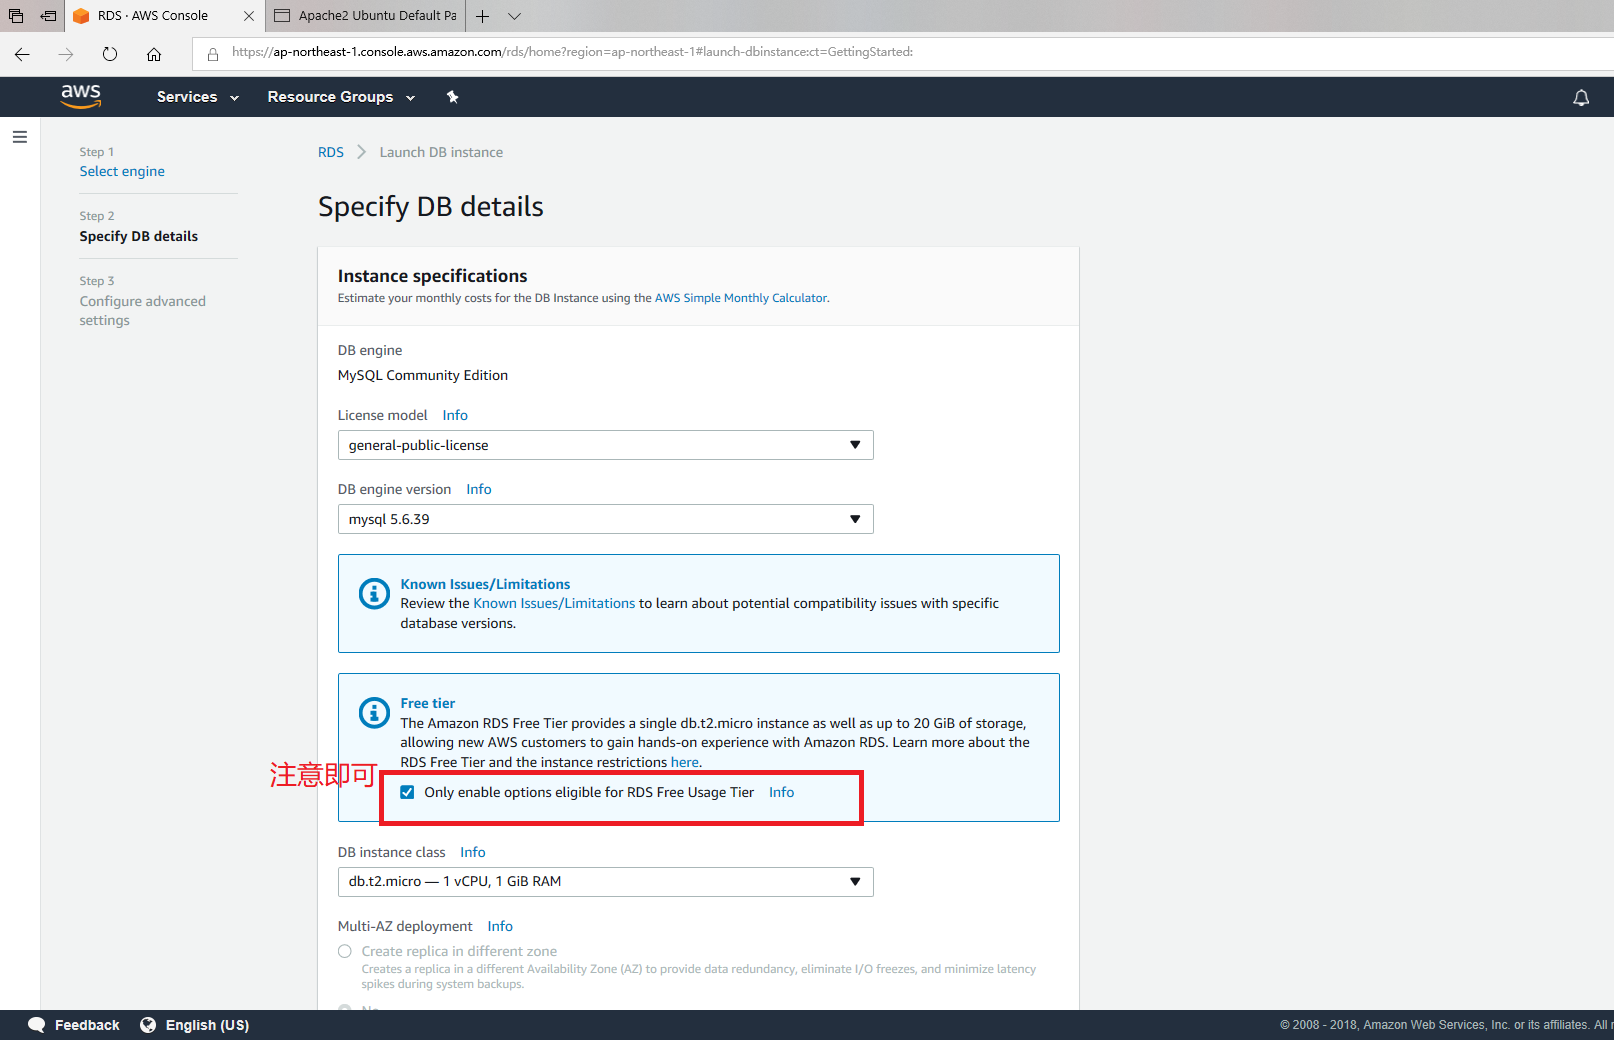 RDS · AWS Console
Apache2 Ubuntu Default Pa
https://ap-northeast-1.console.aws.amazon.com/rds/home?region=ap-northeast-1#launch-dbinstance:ct=GettingStarted:
aws
Services
Resource Groups
Step 1
Select engine
Step 2
Specify DB details
Step 3
Configure advanced
settings
RDS
Launch DB instance
Specify DB details
Instance specifications
Estimate your monthly costs for the DB Instance using the AWS Simple Monthly Calculator.
DB engine
MySQL Community Edition
License model Info
general-public-license
DB engine version Info
mysql 5.6.39
Known Issues/Limitations
Review the Known Issues/Limitations to learn about potential compatibility issues with specific
database versions.
Free tier
The Amazon RDS Free Tier provides a single db.t2.micro instance as well as up to 20 GiB of storage,
allowing new AWS customers to gain hands-on experience with Amazon RDS. Learn more about the
RDS Free Tier and the instance restrictions here.
注意即可
Only enable options eligible for RDS Free Usage Tier Info
DB instance class Info
db.t2.micro — 1 vCPU, 1 GiB RAM
Multi-AZ deployment Info
Create replica in different zone
Creates a replica in a different Availability Zone (AZ) to provide data redundancy, eliminate I/O freezes, and minimize latency
spikes during system backups.
Feedback
English (US)
© 2008 - 2018, Amazon Web Services, Inc. or its affiliates. All